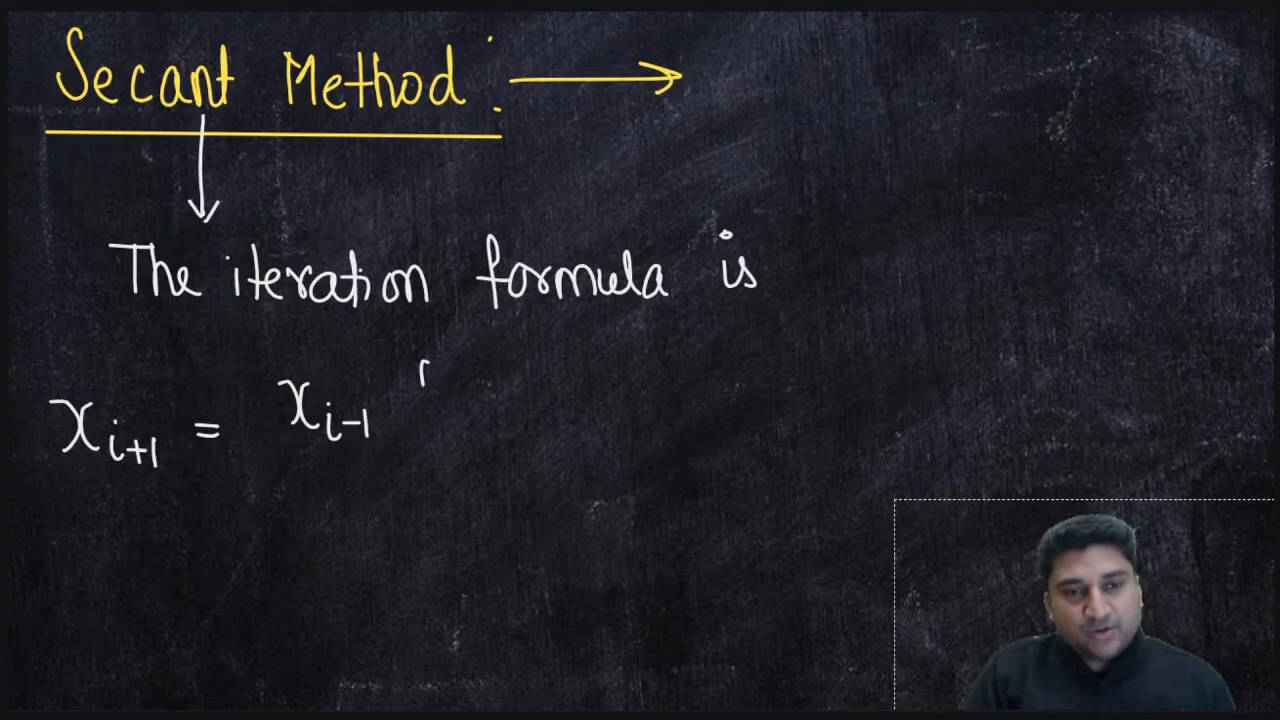 Secant Method :
The iteration formula is
x_{i+1} = x_{i-1}